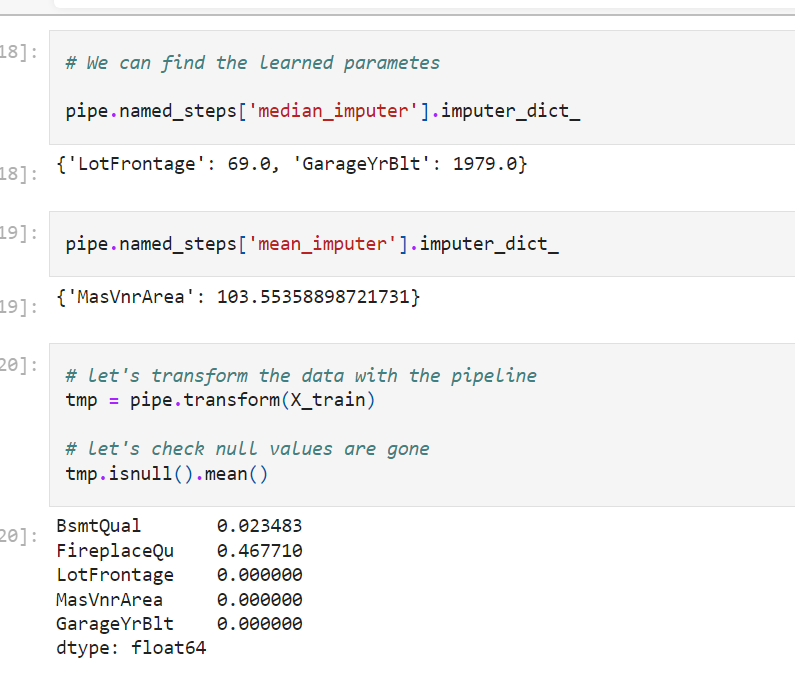 18]:
# We can find the learned parametes
pipe.named_steps['median_imputer'].imputer_dict_
18]:
{'LotFrontage': 69.0, 'GarageYrBlt': 1979.0}
19]:
pipe.named_steps['mean_imputer'].imputer_dict_
19]:
{'MasVnrArea': 103.55358898721731}
20]:
# let's transform the data with the pipeline
tmp = pipe.transform(X_train)
# let's check null values are gone
tmp.isnull().mean()
20]:
BsmtQual 0.023483
FireplaceQu 0.467710
LotFrontage 0.000000
MasVnrArea 0.000000
GarageYrBlt 0.000000
dtype: float64